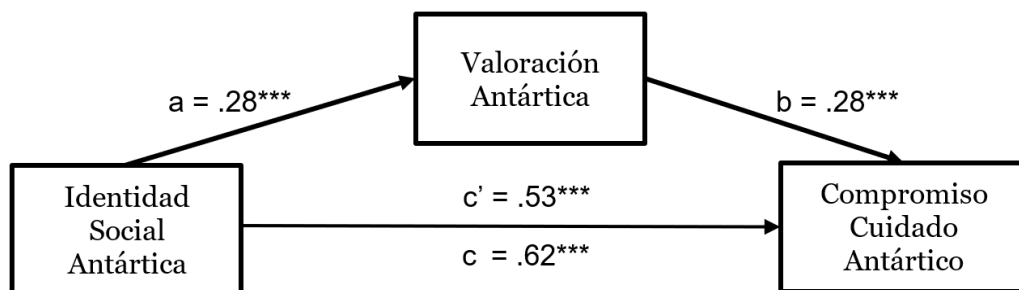 Valoración
Antártica
a = .28***
b = .28***
Identidad
Social
Antártica
c’ = .53***
c = .62***
Compromiso
Cuidado
Antártico